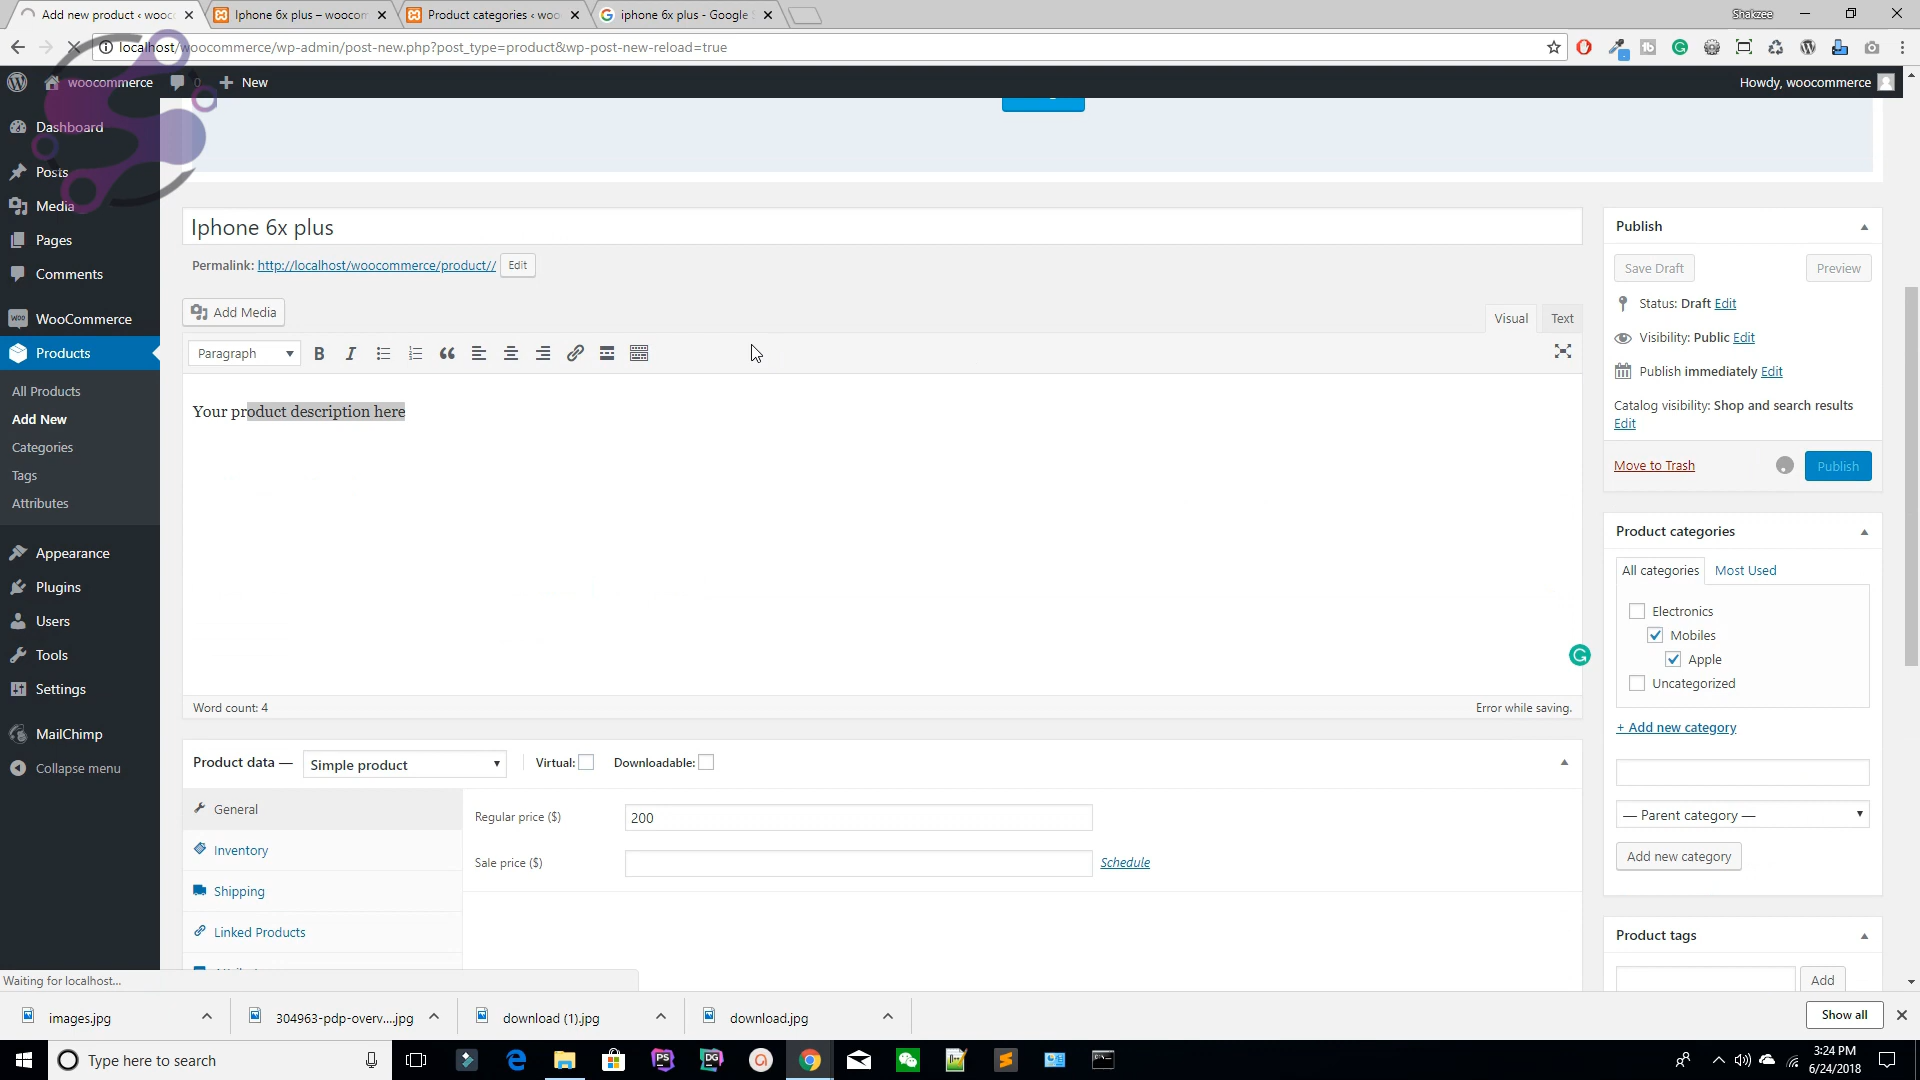 Add new product ‹ wooc
Iphone 6x plus – woocom
Product categories ‹ woo
iphone 6x plus - Google
Shakzee
localhost/woocommerce/wp-admin/post-new.php?post_type=product&wp-post-new-reload=true
woocommerce
0
New
Howdy, woocommerce
Dashboard
Posts
Media
Pages
Comments
WooCommerce
Products
All Products
Add New
Categories
Tags
Attributes
Appearance
Plugins
Users
Tools
Settings
MailChimp
Collapse menu
Iphone 6x plus
Permalink: http://localhost/woocommerce/product// Edit
Add Media
Visual
Text
Paragraph
Your product description here
Word count: 4
Error while saving.
Product data —
Simple product
Virtual:
Downloadable:
General
Inventory
Shipping
Linked Products
Regular price ($)
200
Sale price ($)
Schedule
Publish
Save Draft
Preview
Status: Draft Edit
Visibility: Public Edit
Publish immediately Edit
Catalog visibility: Shop and search results
Edit
Move to Trash
Publish
Product categories
All categories
Most Used
Electronics
Mobiles
Apple
Uncategorized
+ Add new category
— Parent category —
Add new category
Product tags
Add
Waiting for localhost...
images.jpg
304963-pdp-overv....jpg
download (1).jpg
download.jpg
Show all
Type here to search
3:24 PM
6/24/2018